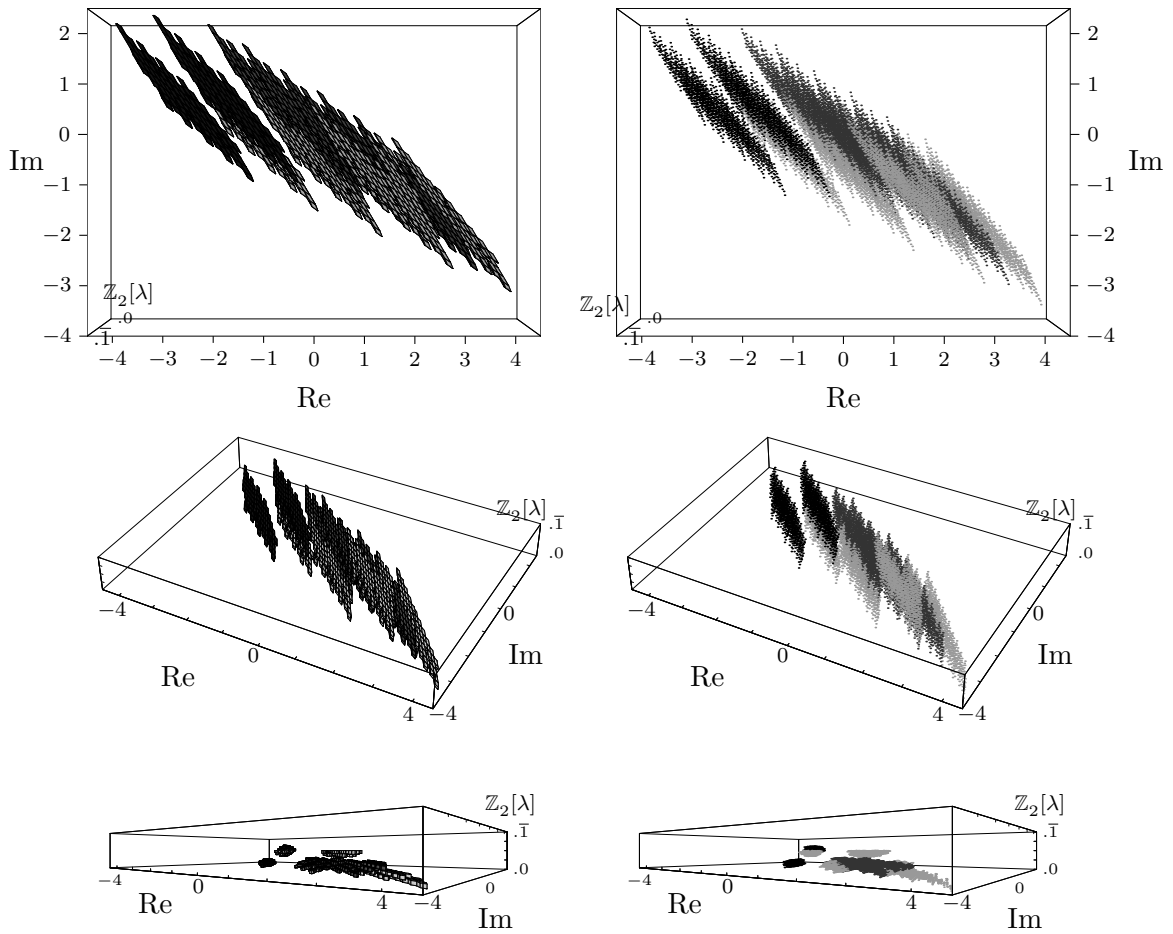 2 2
1 1
0 0
Im −1 −1 Im
−2 −2
−3 −3
ℤ₂[λ] ℤ₂[λ]
.0 .0
.1̅ .1̅
−4 −4
−4 −3 −2 −1 0 1 2 3 4 −4 −3 −2 −1 0 1 2 3 4
Re Re
ℤ₂[λ] .1̅ ℤ₂[λ] .1̅
.0 .0
−4 0 −4 0
0 Im 0 Im
Re Re
4 −4 4 −4
ℤ₂[λ] ℤ₂[λ]
.1̅ .1̅
.0 .0
−4 0 4 −4 0 −4 0 4 −4 0
Re Im Re Im